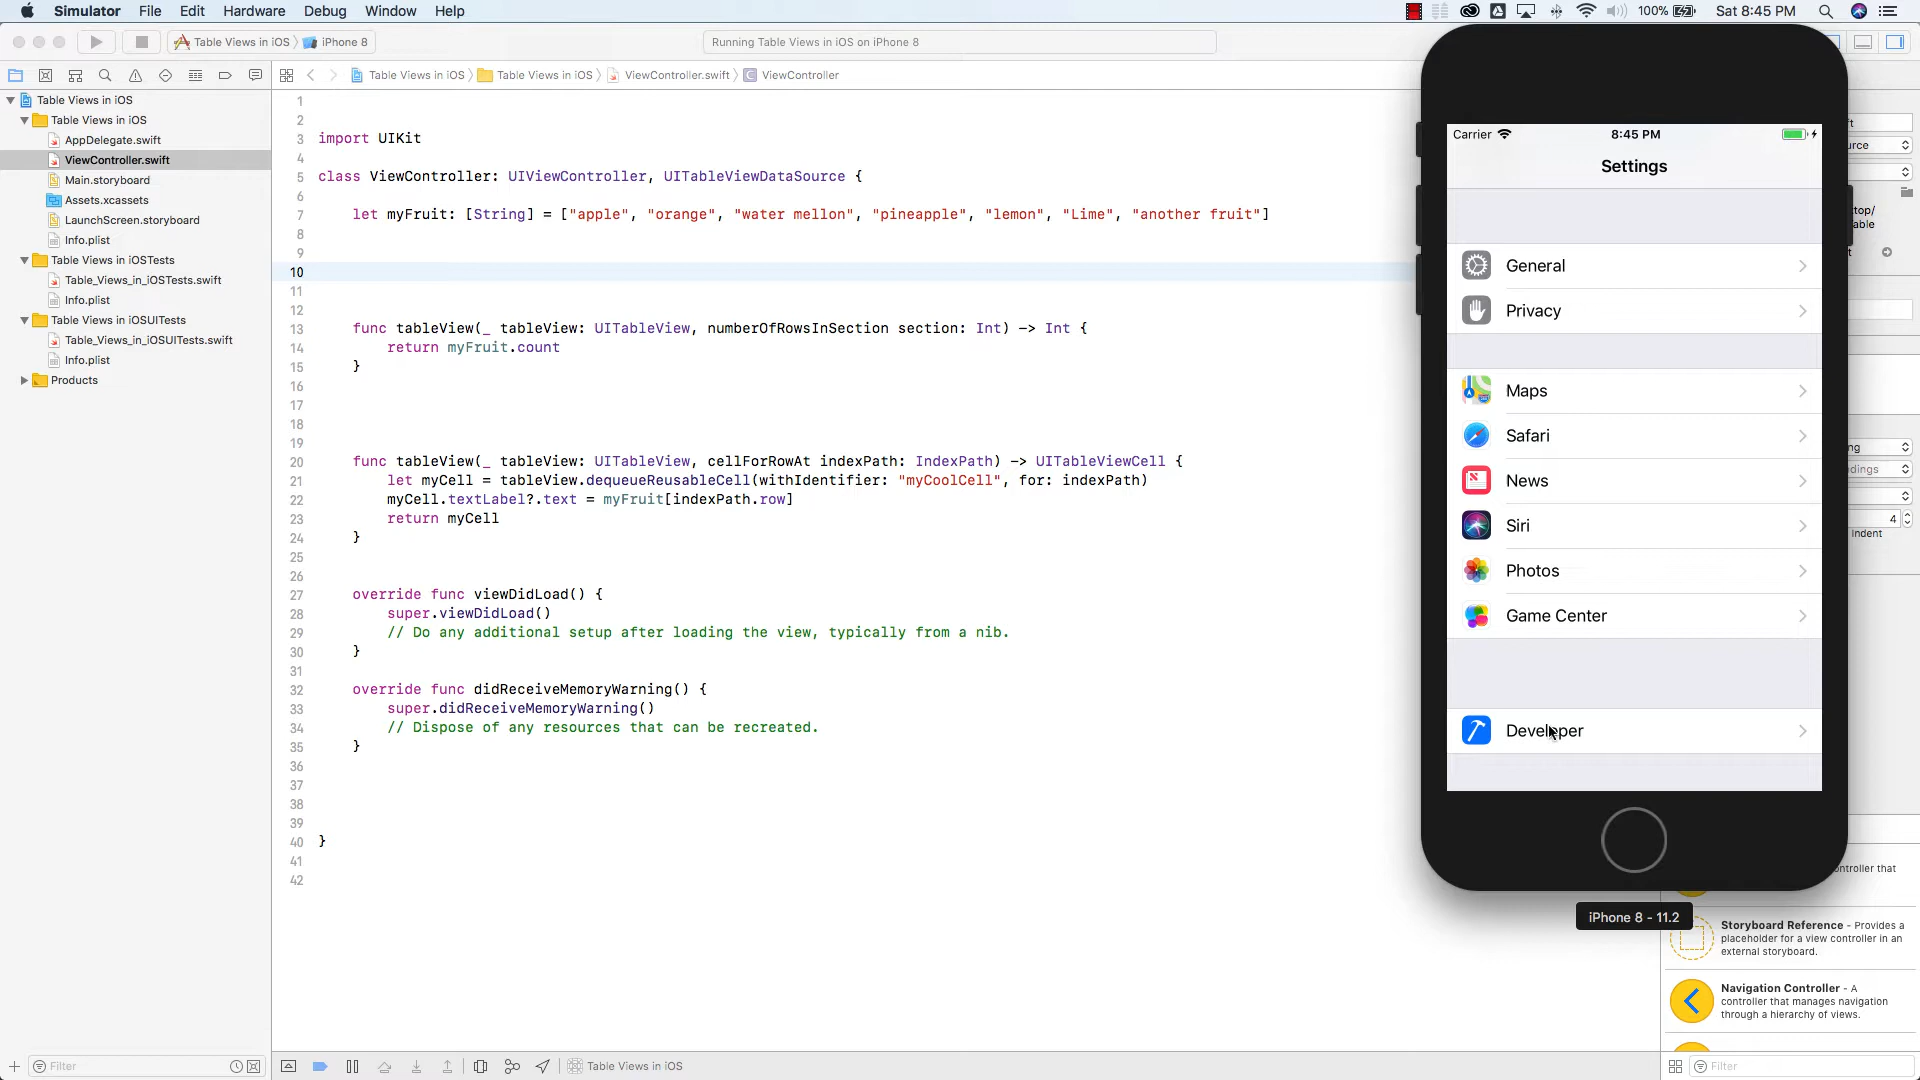 Simulator File Edit Hardware Debug Window Help 100% Sat 8:45 PM
Table Views in iOS iPhone 8 Running Table Views in iOS on iPhone 8
Table Views in iOS Table Views in iOS ViewController.swift C ViewController
Table Views in iOS
Table Views in iOS
AppDelegate.swift
ViewController.swift
Main.storyboard
Assets.xcassets
LaunchScreen.storyboard
Info.plist
Table Views in iOSTests
Table_Views_in_iOSTests.swift
Info.plist
Table Views in iOSUITests
Table_Views_in_iOSUITests.swift
Info.plist
Products
Filter
1
2
3 import UIKit
4
5 class ViewController: UIViewController, UITableViewDataSource {
6
7 let myFruit: [String] = ["apple", "orange", "water mellon", "pineapple", "lemon", "Lime", "another fruit"]
8
9
10
11
12
13 func tableView(_ tableView: UITableView, numberOfRowsInSection section: Int) -> Int {
14 return myFruit.count
15 }
16
17
18
19
20 func tableView(_ tableView: UITableView, cellForRowAt indexPath: IndexPath) -> UITableViewCell {
21 let myCell = tableView.dequeueReusableCell(withIdentifier: "myCoolCell", for: indexPath)
22 myCell.textLabel?.text = myFruit[indexPath.row]
23 return myCell
24 }
25
26
27 override func viewDidLoad() {
28 super.viewDidLoad()
29 // Do any additional setup after loading the view, typically from a nib.
30 }
31
32 override func didReceiveMemoryWarning() {
33 super.didReceiveMemoryWarning()
34 // Dispose of any resources that can be recreated.
35 }
36
37
38
39
40 }
41
42
Table Views in iOS
Carrier 8:45 PM
Settings
General
Privacy
Maps
Safari
News
Siri
Photos
Game Center
Developer
iPhone 8 - 11.2
4
Indent
ontroller that
Storyboard Reference - Provides a
placeholder for a view controller in an
external storyboard.
Navigation Controller - A
controller that manages navigation
through a hierarchy of views.
Filter